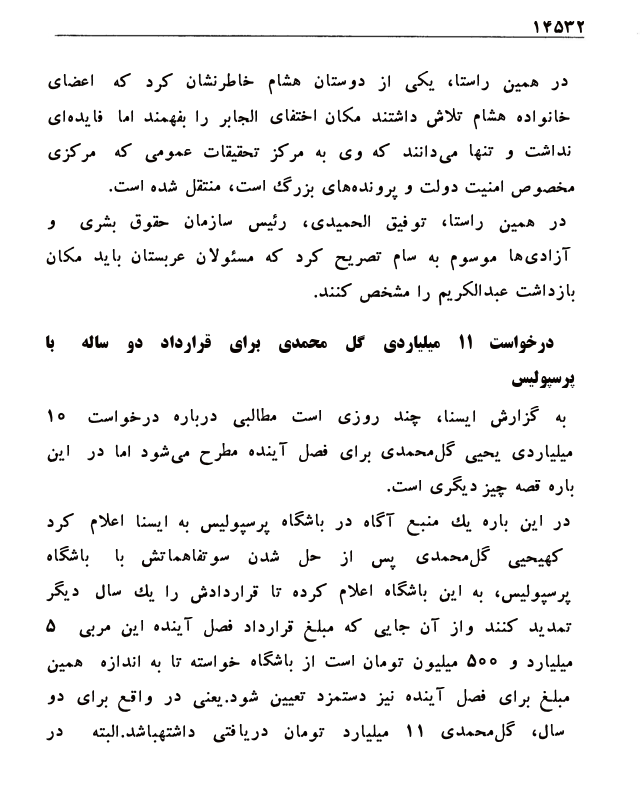 ۱۴۵۳۲
در همین راستا، یکی از دوستان هشام خاطرنشان کرد که اعضای
خانواده هشام تلاش داشتند مکان اختفای الجابر را بفهمند اما فایده‌ای
نداشت و تنها می‌دانند که وی به مرکز تحقیقات عمومی که مرکزی
مخصوص امنیت دولت و پرونده‌های بزرگ است، منتقل شده است.
در همین راستا، توفیق الحمیدی، رئیس سازمان حقوق بشری و
آزادی‌ها موسوم به سام تصریح کرد که مسئولان عربستان باید مکان
بازداشت عبدالکریم را مشخص کنند.
درخواست ۱۱ میلیاردی گل محمدی برای قرارداد دو ساله با
پرسپولیس
به گزارش ایسنا، چند روزی است مطالبی درباره درخواست ۱۰
میلیاردی یحیی گل‌محمدی برای فصل آینده مطرح می‌شود اما در این
باره قصه چیز دیگری است.
در این باره یك منبع آگاه در باشگاه پرسپولیس به ایسنا اعلام کرد
کهیحیی گل‌محمدی پس از حل شدن سوتفاهماتش با باشگاه
پرسپولیس، به این باشگاه اعلام کرده تا قراردادش را یك سال دیگر
تمدید کنند واز آن جایی که مبلغ قرارداد فصل آینده این مربی ۵
میلیارد و ۵۰۰ میلیون تومان است از باشگاه خواسته تا به اندازه همین
مبلغ برای فصل آینده نیز دستمزد تعیین شود.یعنی در واقع برای دو
سال، گل‌محمدی ۱۱ میلیارد تومان دریافتی داشتهباشد.البته در